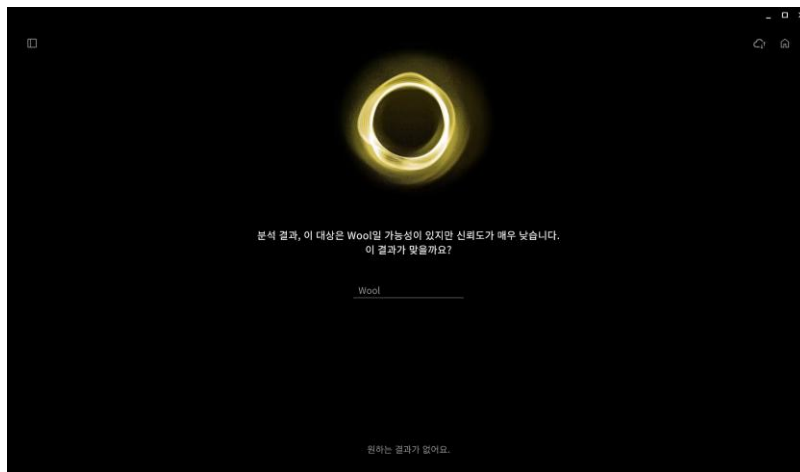 분석 결과, 이 대상은 Wool일 가능성이 있지만 신뢰도가 매우 낮습니다.
이 결과가 맞을까요?
Wool
원하는 결과가 없어요.